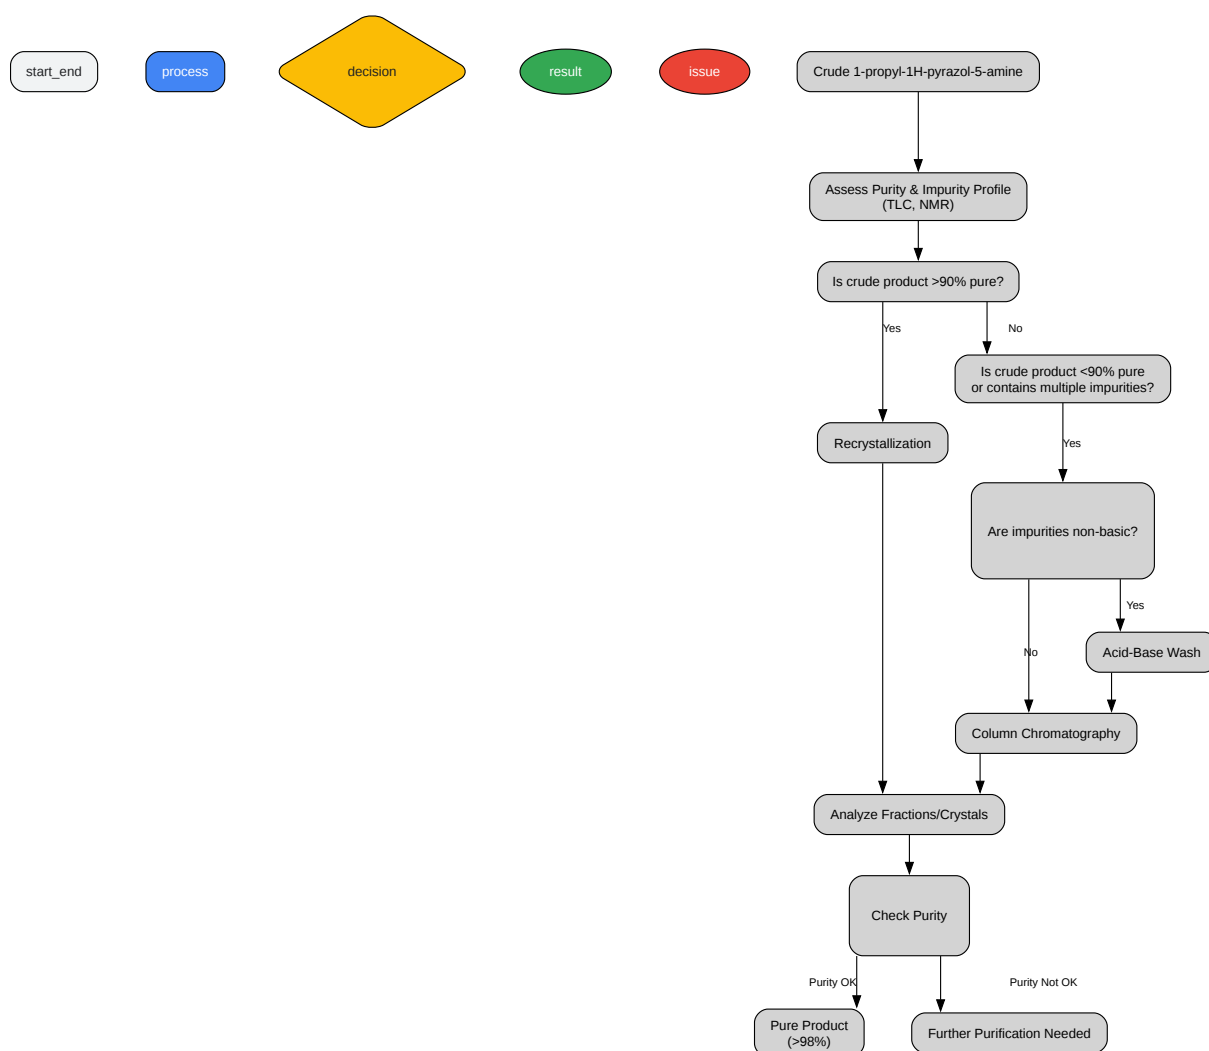 start_end
process
decision
result
issue
Crude 1-propyl-1H-pyrazol-5-amine
Assess Purity & Impurity Profile
(TLC, NMR)
Is crude product >90% pure?
Yes
No
Is crude product <90% pure
or contains multiple impurities?
Recrystallization
Yes
Are impurities non-basic?
Yes
No
Acid-Base Wash
Column Chromatography
Analyze Fractions/Crystals
Check Purity
Purity OK
Purity Not OK
Pure Product
(>98%)
Further Purification Needed